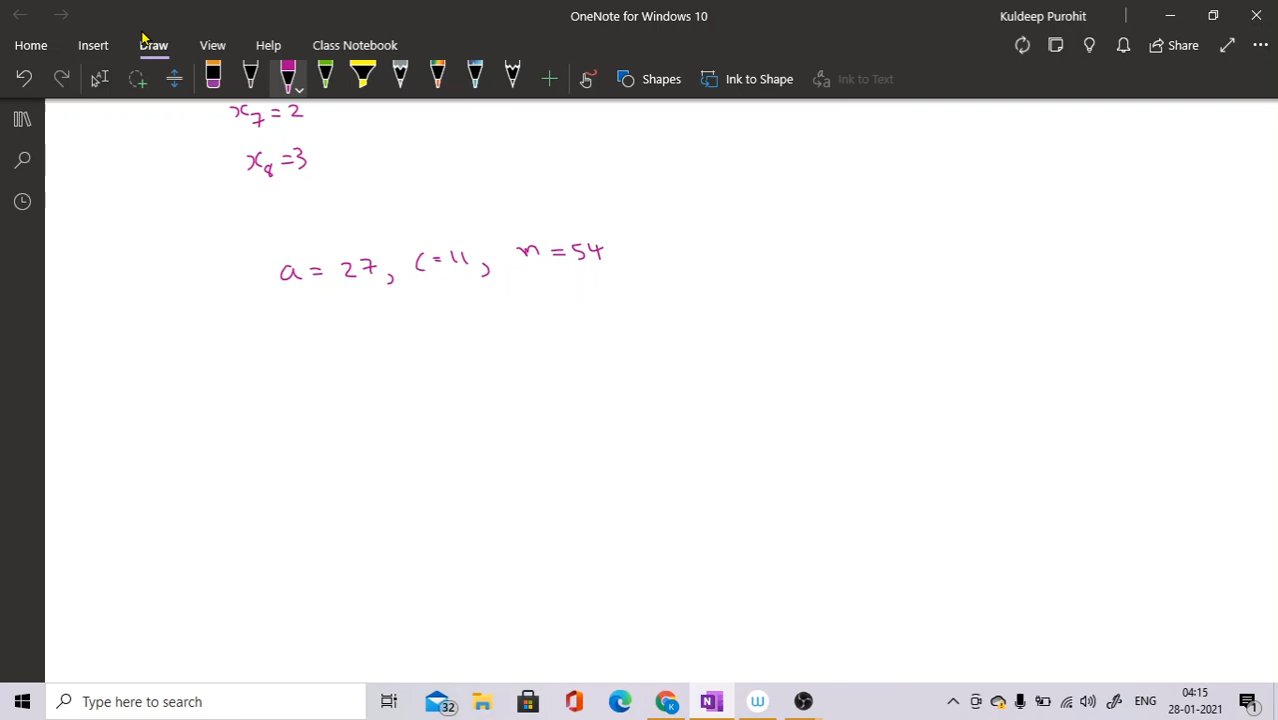 OneNote for Windows 10
Kuldeep Purohit
Home Insert Draw View Help Class Notebook
Share
Shapes Ink to Shape Ink to Text
x₇ = 2
x₈ = 3
a = 27, c = 11, m = 54
Type here to search
32
K
N
W
ENG
04:15
28-01-2021
1